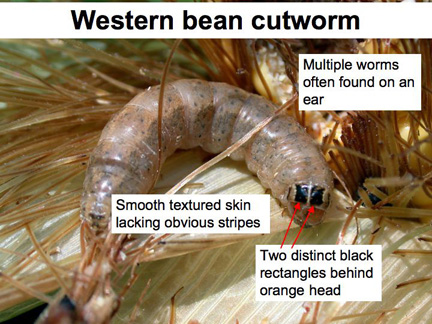 Western bean cutworm
Multiple worms
often found on an
ear
Smooth textured skin
lacking obvious stripes
Two distinct black
rectangles behind
orange head